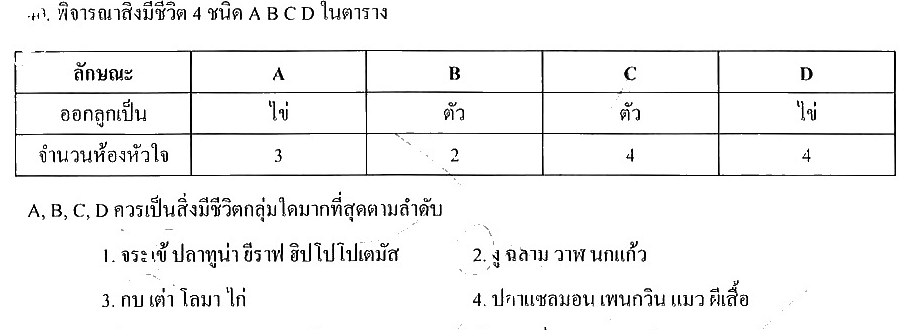 พิจารณาสิ่งมีชีวิต 4 ชนิด A B C D ในตาราง
ลักษณะ A B C D
ออกลูกเป็น ไข่ ตัว ตัว ไข่
จำนวนห้องหัวใจ 3 2 4 4
A, B, C, D ควรเป็นสิ่งมีชีวิตกลุ่มใดมากที่สุดตามลำดับ
1. จระเข้ ปลาทูน่า ยีราฟ ฮิปโปโปเตมัส 2. งู ฉลาม วาฬ นกแก้ว
3. กบ เต่า โลมา ไก่ 4. ปลาแซลมอน เพนกวิน แมว ผีเสื้อ